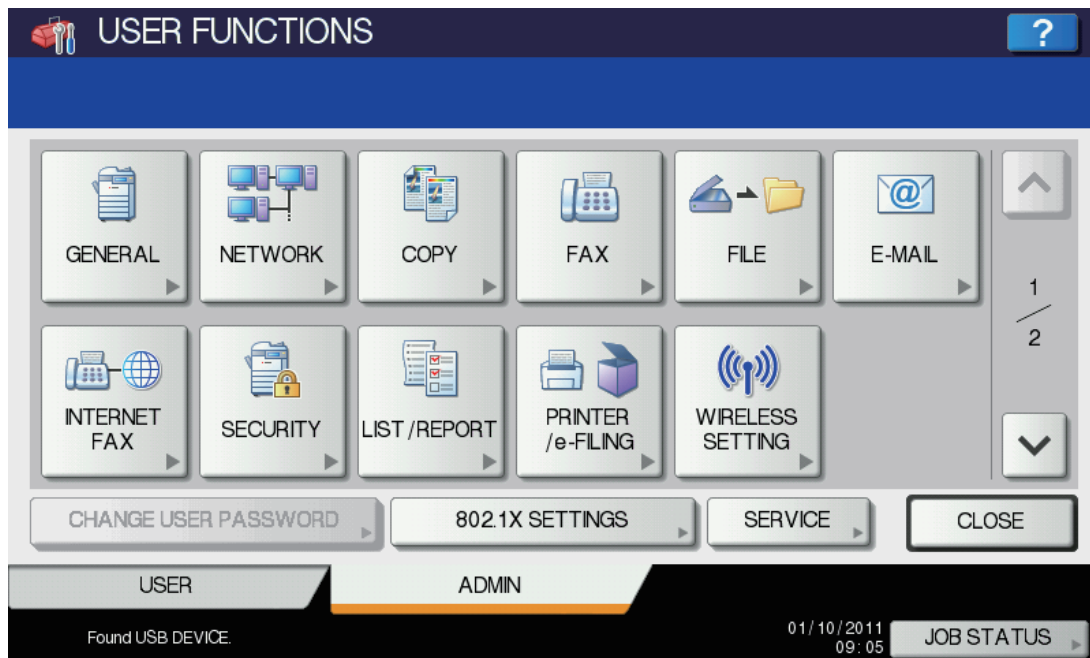 USER FUNCTIONS
?
GENERAL
NETWORK
COPY
FAX
FILE
@
E-MAIL
1
2
INTERNET
FAX
SECURITY
LIST /REPORT
PRINTER
/e-FILING
WIRELESS
SETTING
CHANGE USER PASSWORD
802.1X SETTINGS
SERVICE
CLOSE
USER
ADMIN
Found USB DEVICE.
01/10/2011
09:05
JOB STATUS